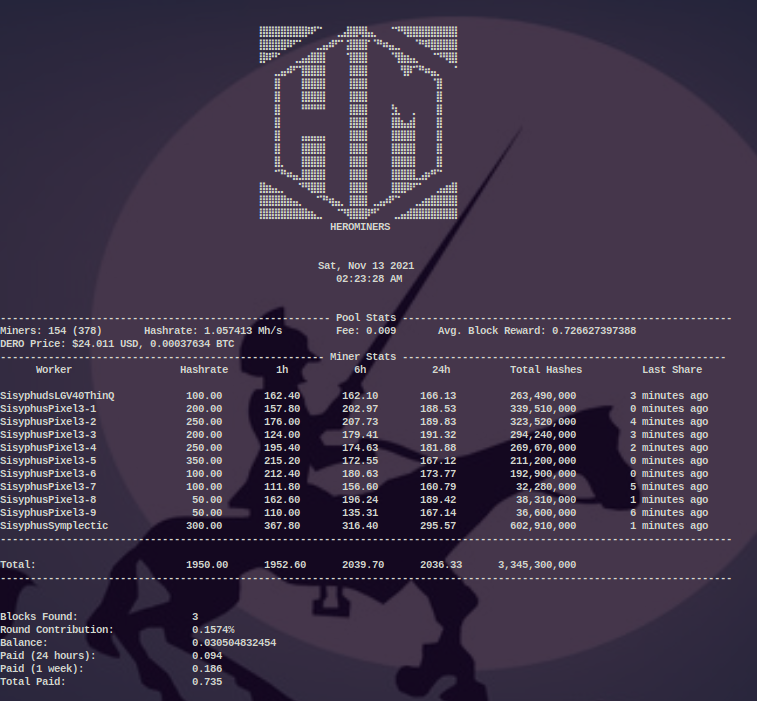 HEROMINERS
Sat, Nov 13 2021
02:23:28 AM
Pool Stats
Miners: 154 (378) Hashrate: 1.057413 Mh/s Fee: 0.009 Avg. Block Reward: 0.726627397388
DERO Price: $24.011 USD, 0.00037634 BTC
Miner Stats
Worker Hashrate 1h 6h 24h Total Hashes Last Share
SisyphudsLGV40ThinQ 100.00 162.40 162.10 166.13 263,490,000 3 minutes ago
SisyphusPixel3-1 200.00 157.80 202.97 188.53 339,510,000 0 minutes ago
SisyphusPixel3-2 250.00 176.00 207.73 189.83 323,520,000 4 minutes ago
SisyphusPixel3-3 200.00 124.00 179.41 191.32 294,240,000 3 minutes ago
SisyphusPixel3-4 250.00 195.40 174.63 181.88 269,670,000 2 minutes ago
SisyphusPixel3-5 350.00 215.20 172.55 167.12 211,200,000 0 minutes ago
SisyphusPixel3-6 100.00 212.40 180.63 173.77 192,900,000 0 minutes ago
SisyphusPixel3-7 100.00 111.80 156.60 160.79 32,280,000 5 minutes ago
SisyphusPixel3-8 50.00 162.60 196.24 189.42 38,310,000 1 minutes ago
SisyphusPixel3-9 50.00 110.00 135.31 167.14 36,600,000 6 minutes ago
SisyphusSymplectic 300.00 367.80 316.40 295.57 602,910,000 1 minutes ago
Total: 1950.00 1952.60 2039.70 2036.33 3,345,300,000
Blocks Found: 3
Round Contribution: 0.1574%
Balance: 0.030504832454
Paid (24 hours): 0.094
Paid (1 week): 0.186
Total Paid: 0.735